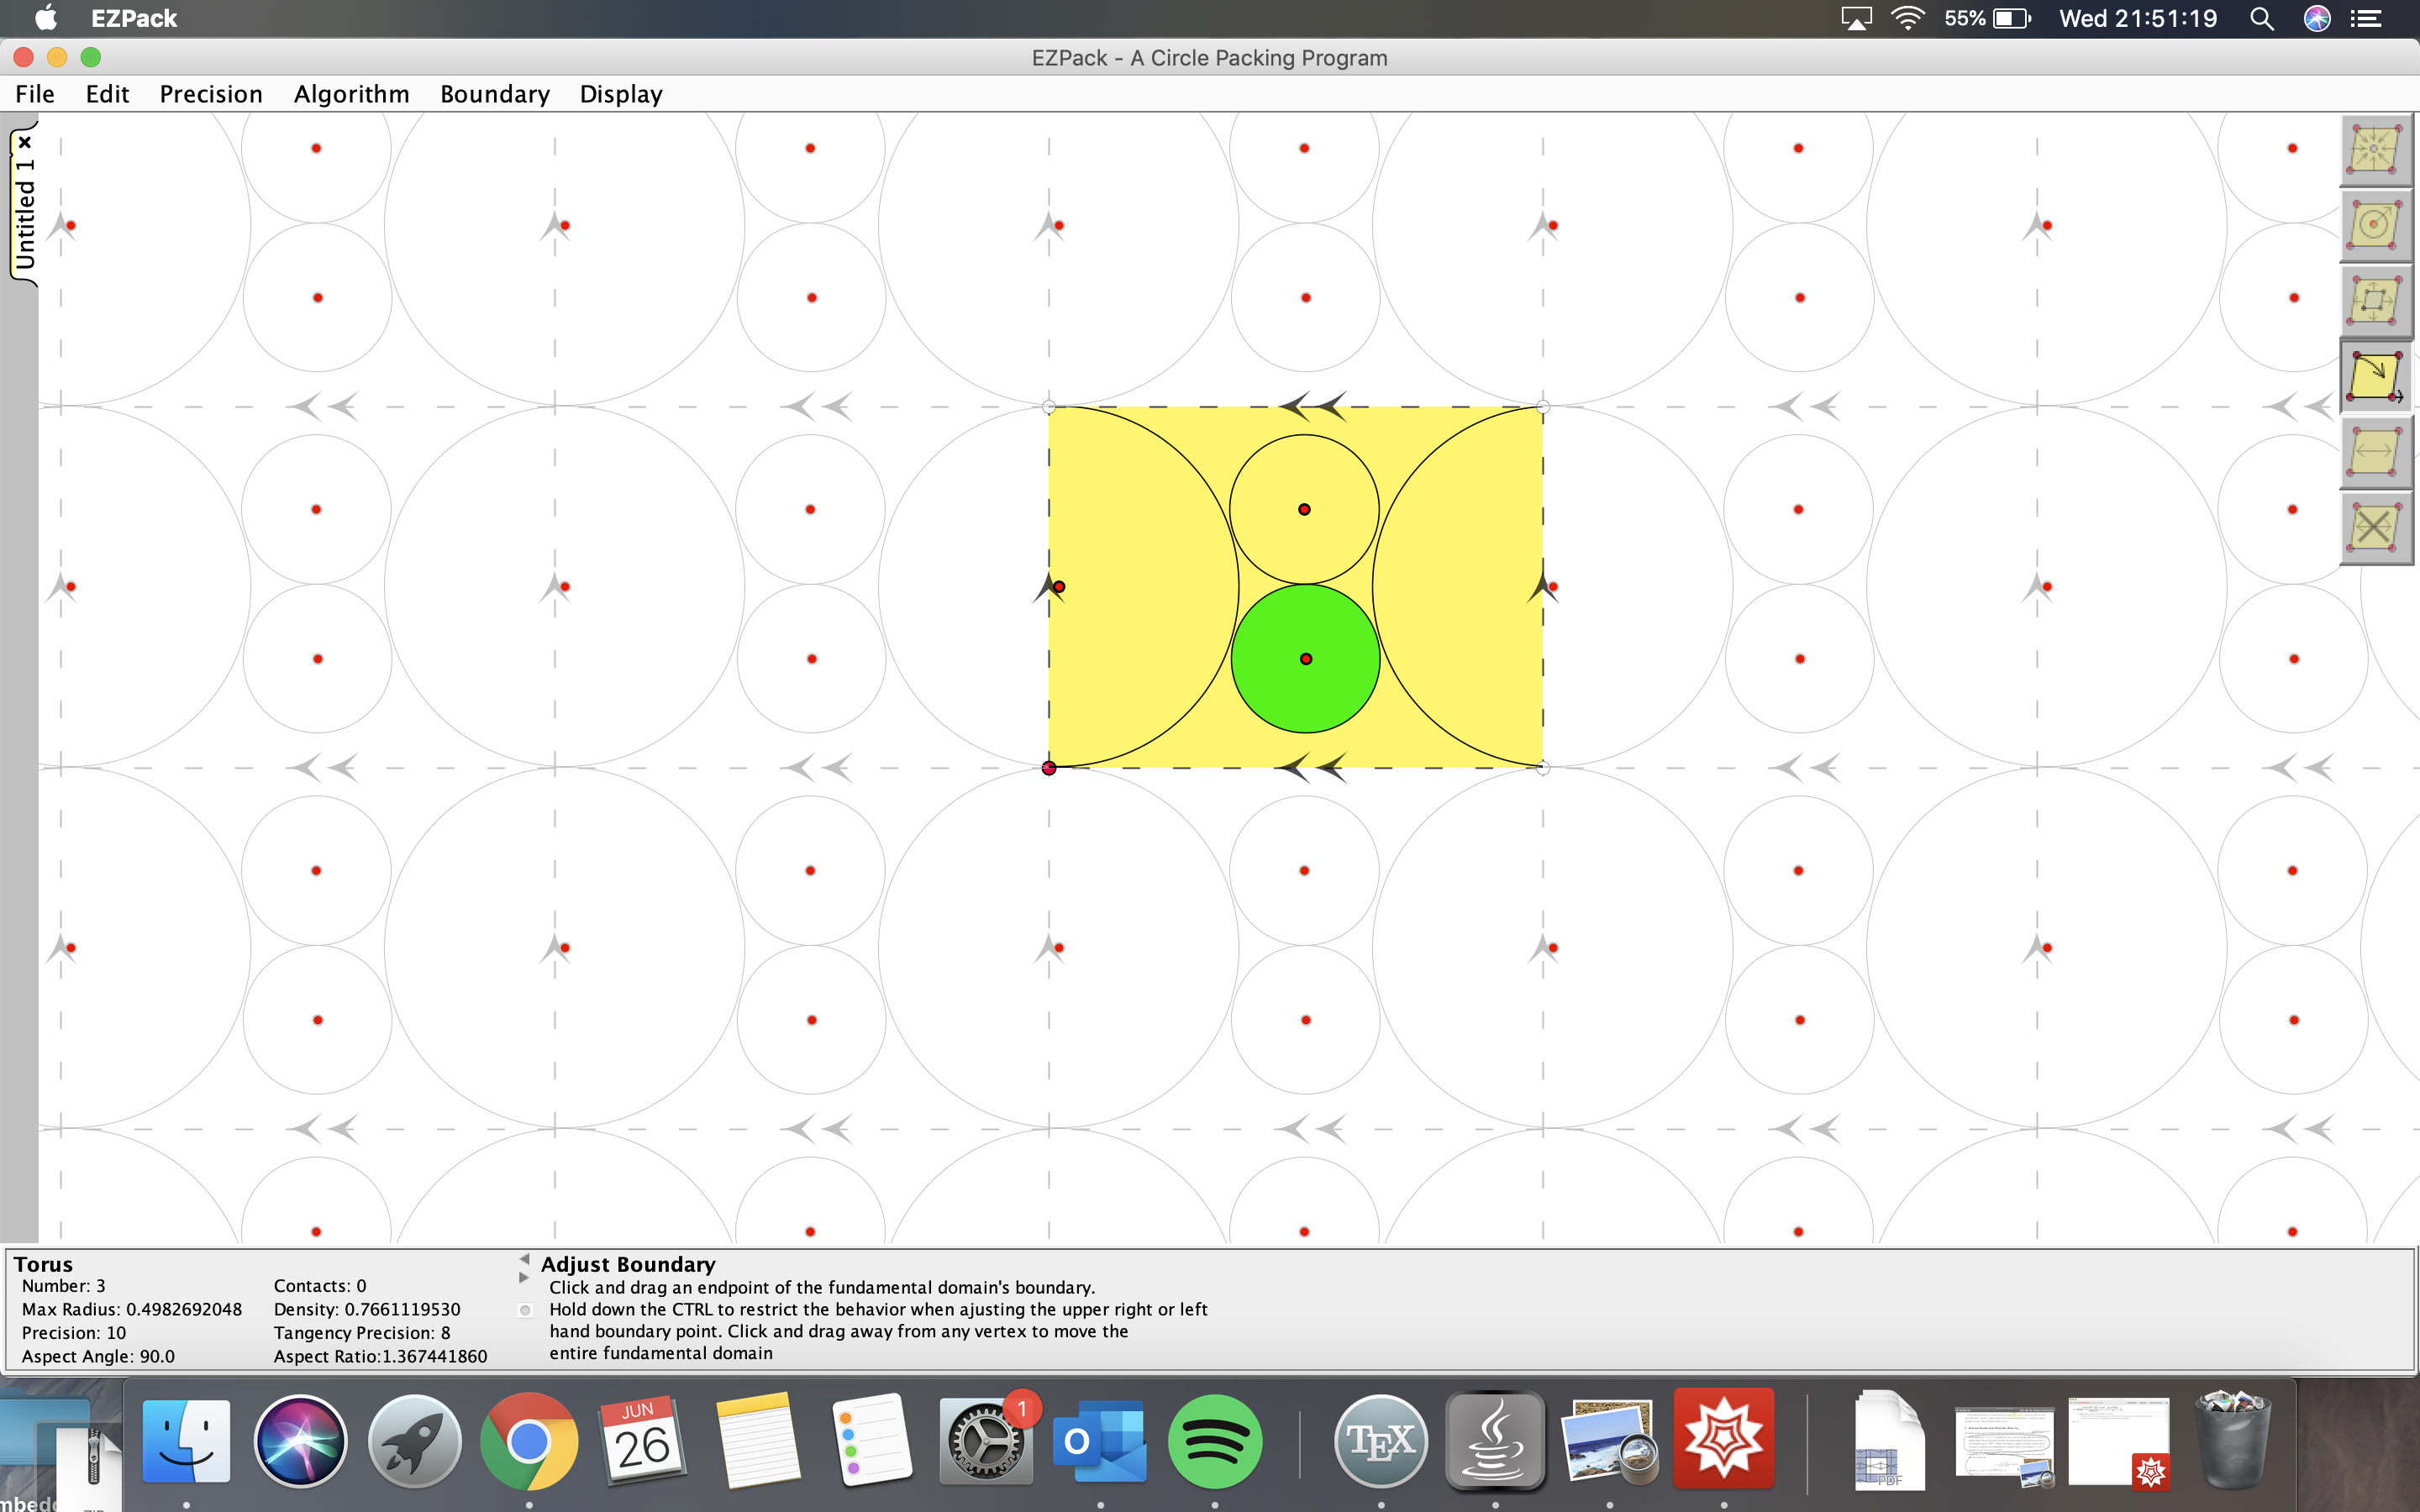 EZPack
55%
Wed 21:51:19
EZPack - A Circle Packing Program
File Edit Precision Algorithm Boundary Display
Untitled 1
Torus
Number: 3
Contacts: 0
Max Radius: 0.4982692048
Density: 0.7661119530
Precision: 10
Tangency Precision: 8
Aspect Angle: 90.0
Aspect Ratio:1.367441860
Adjust Boundary
Click and drag an endpoint of the fundamental domain's boundary.
Hold down the CTRL to restrict the behavior when ajusting the upper right or left
hand boundary point. Click and drag away from any vertex to move the
entire fundamental domain
JUN
26
1
O
TEX
PDF